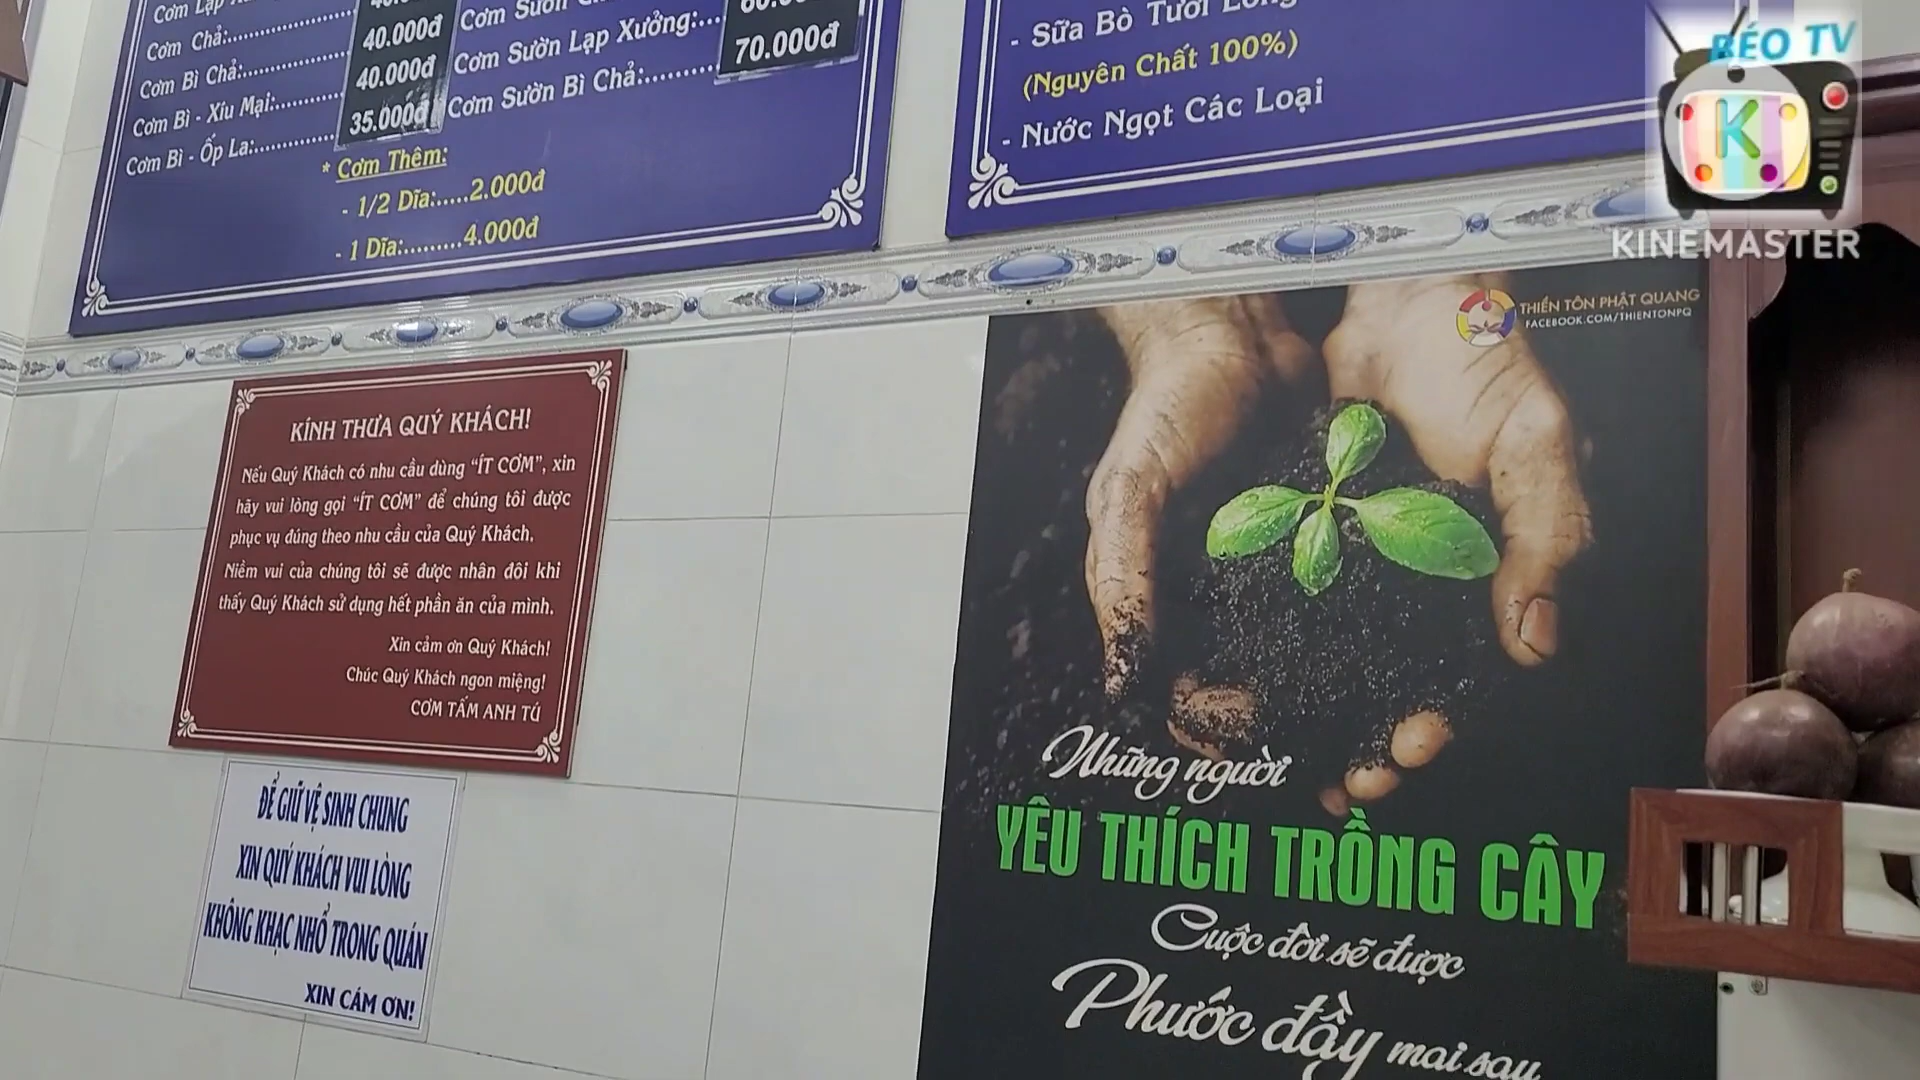 Cơm Chả:
Cơm Bì Chả:
Cơm Bì - Xíu Mại:
Cơm Bì - Ốp La:
40.000đ
40.000đ
35.000đ
Cơm Sườn
Cơm Sườn Lạp Xưởng:
Cơm Sườn Bì Chả:
70.000đ
* Cơm Thêm:
- 1/2 Dĩa:.....2.000đ
- 1 Dĩa:.........4.000đ
- Sữa Bò Tươi
(Nguyên Chất 100%)
- Nước Ngọt Các Loại
BÉO TV
K
KINEMASTER
KÍNH THƯA QUÝ KHÁCH!
Nếu Quý Khách có nhu cầu dùng “ÍT CƠM”, xin
hãy vui lòng gọi “ÍT CƠM” để chúng tôi được
phục vụ đúng theo nhu cầu của Quý Khách.
Niềm vui của chúng tôi sẽ được nhân đôi khi
thấy Quý Khách sử dụng hết phần ăn của mình.
Xin cảm ơn Quý Khách!
Chúc Quý Khách ngon miệng!
CƠM TẤM ANH TÚ
ĐỂ GIỮ VỆ SINH CHUNG
XIN QUÝ KHÁCH VUI LÒNG
KHÔNG KHẠC NHỔ TRONG QUÁN
XIN CÁM ƠN!
THIỀN TÔN PHẬT QUANG
FACEBOOK.COM/THIENTONPQ
Những người
YÊU THÍCH TRỒNG CÂY
Cuộc đời sẽ được
Phước đầy mai sau